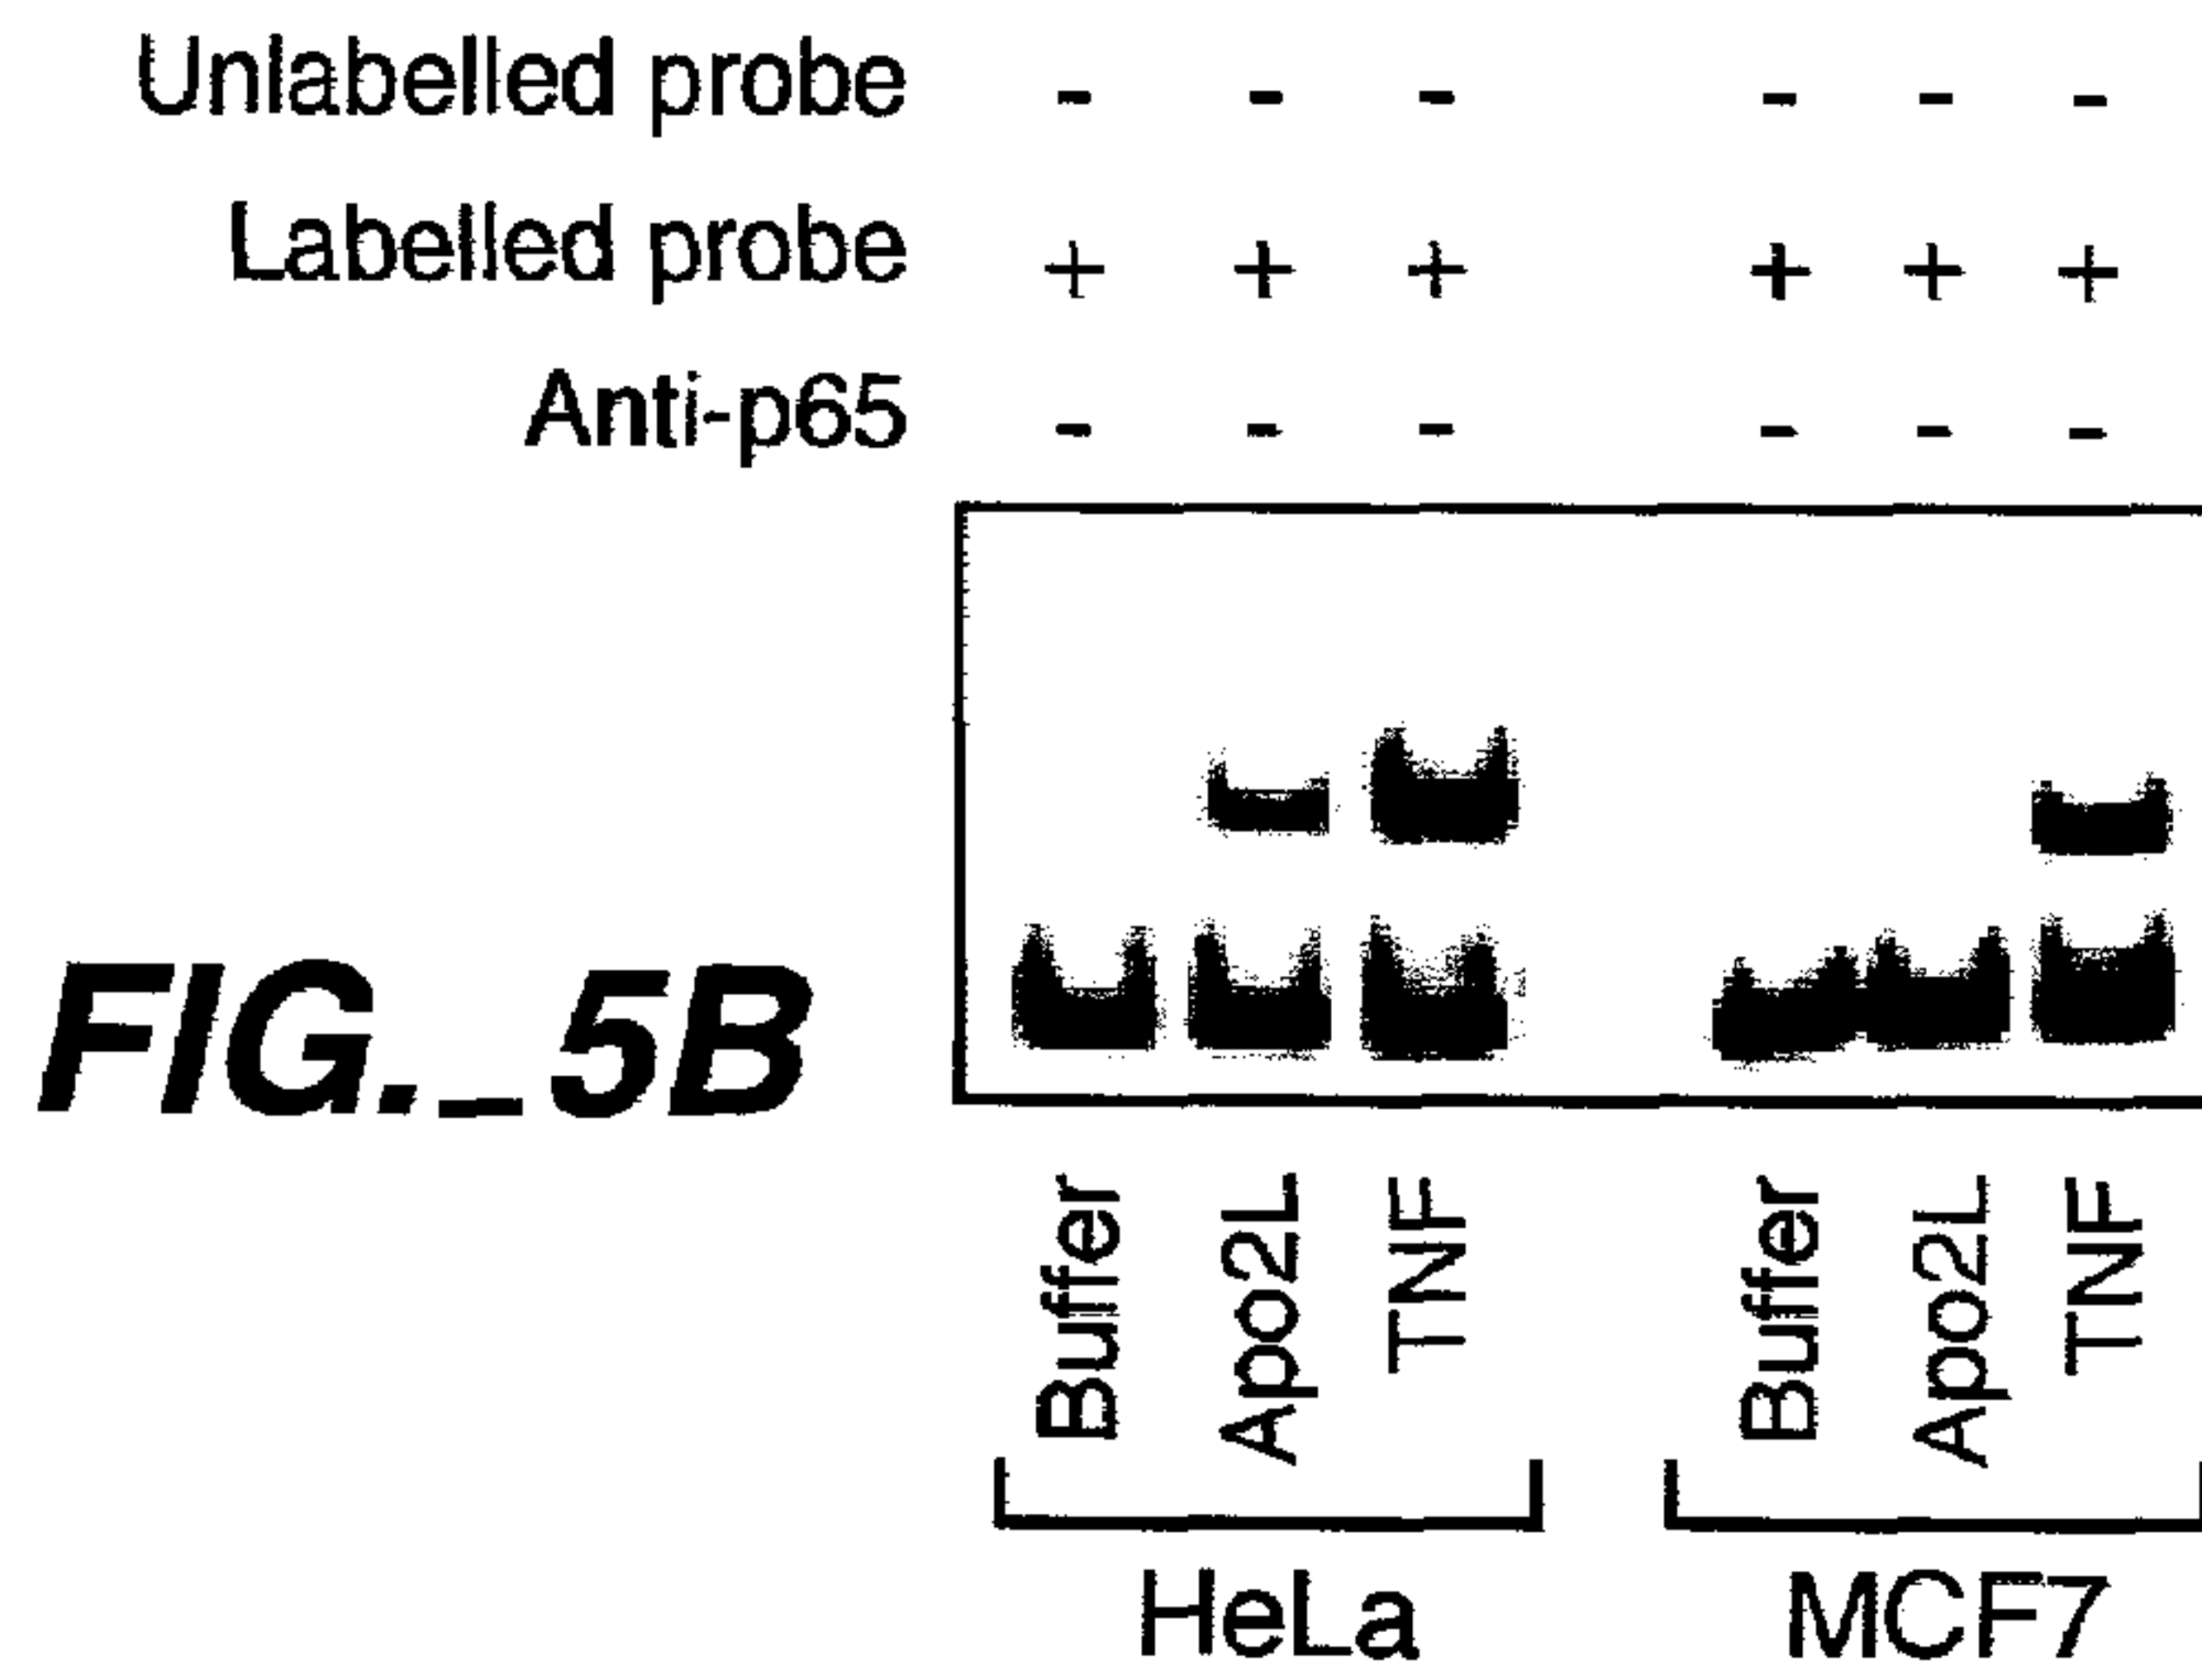 Unlabelled probe - - - - - -
Labelled probe + + + + + +
Anti-p65 - - - - - -
FIG._5B
Buffer Apo2L TNF Buffer Apo2L TNF
HeLa MCF7